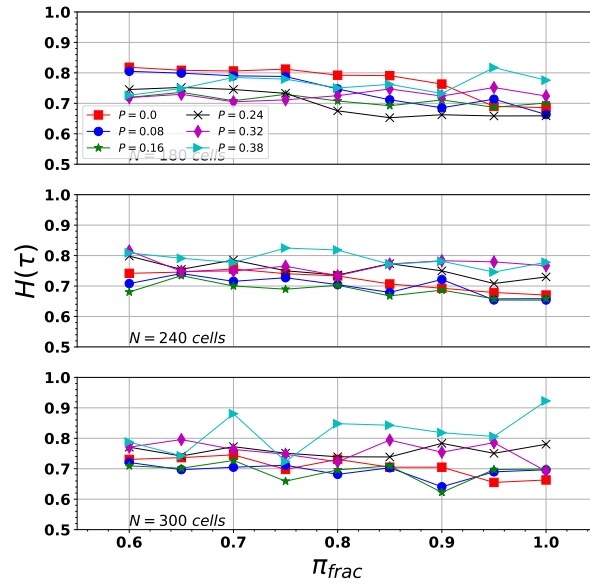 1.0
0.9
0.8
0.7
0.6
0.5
P = 0.0
P = 0.08
P = 0.16
P = 0.24
P = 0.32
P = 0.38
N = 180 cells
1.0
0.9
0.8
0.7
0.6
0.5
H(τ)
N = 240 cells
1.0
0.9
0.8
0.7
0.6
0.5
N = 300 cells
0.6 0.7 0.8 0.9 1.0
π_frac